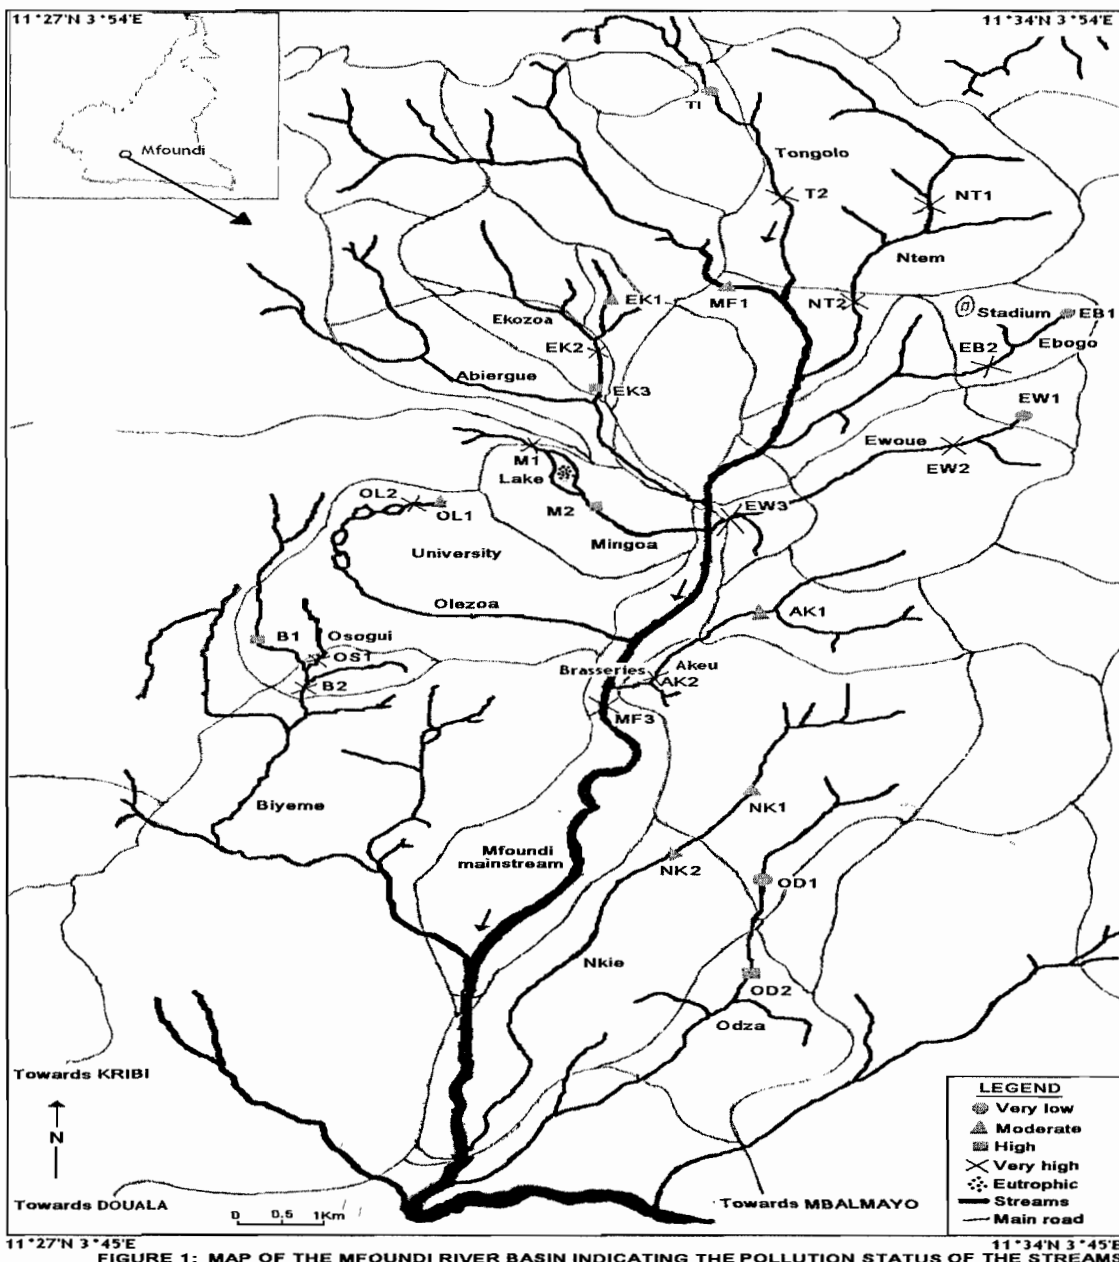 11°27'N 3°54'E
11°34'N 3°54'E
Mfoundi
TI
Tongolo
T2
NT1
Ntem
EK1
MF1
NT2
Stadium
EB1
Ekozoa
EK2
EB2
Ebogo
Abiergue
EK3
EW1
Ewoue
M1
EW2
Lake
OL2
OL1
M2
EW3
University
Mingoa
Olezoa
AK1
B1
Osogui
OS1
Brasseries
Akeu
AK2
B2
MF3
Biyeme
NK1
Mfoundi
mainstream
NK2
OD1
Nkie
OD2
Odza
Towards KRIBI
N
Towards DOUALA
0 0.5 1Km
Towards MBALMAYO
LEGEND
Very low
Moderate
High
Very high
Eutrophic
Streams
Main road
11°27'N 3°45'E
11°34'N 3°45'E
FIGURE 1: MAP OF THE MFOUNDI RIVER BASIN INDICATING THE POLLUTION STATUS OF THE STREAMS